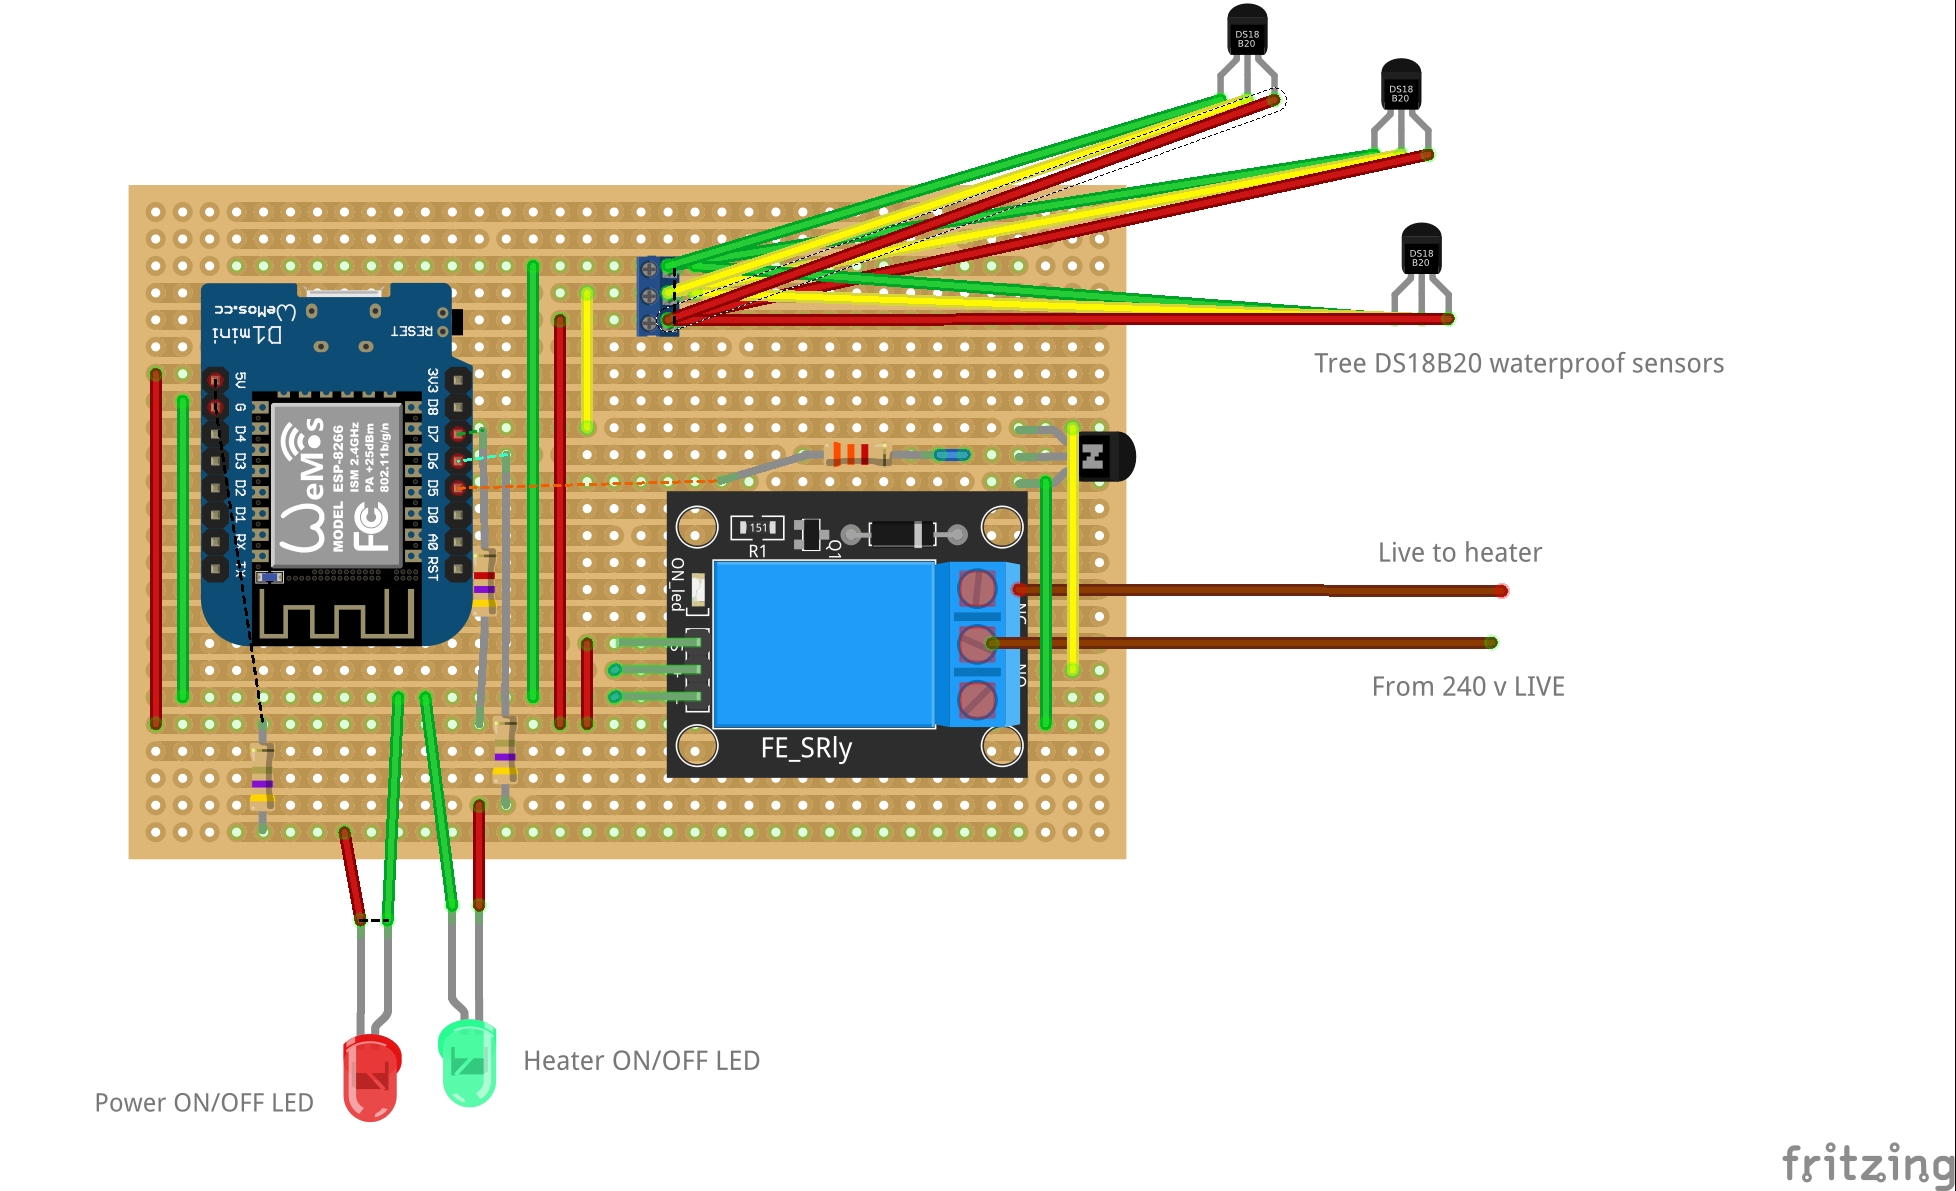 DS18
B20
DS18
B20
DS18
B20
Tree DS18B20 waterproof sensors
WeMos.cc
D1mini
RESET
5V
G
D4
D3
D2
D1
RX
TX
3V3
D8
D7
D6
D5
D0
A0
RST
WeMos
MODEL ESP-8266
ISM 2.4GHz
PA +25dBm
802.11b/g/n
FC
N
151
R1
Q1
ON_led
S
FE_SRly
NO
Live to heater
From 240 v LIVE
Heater ON/OFF LED
Power ON/OFF LED
fritzing